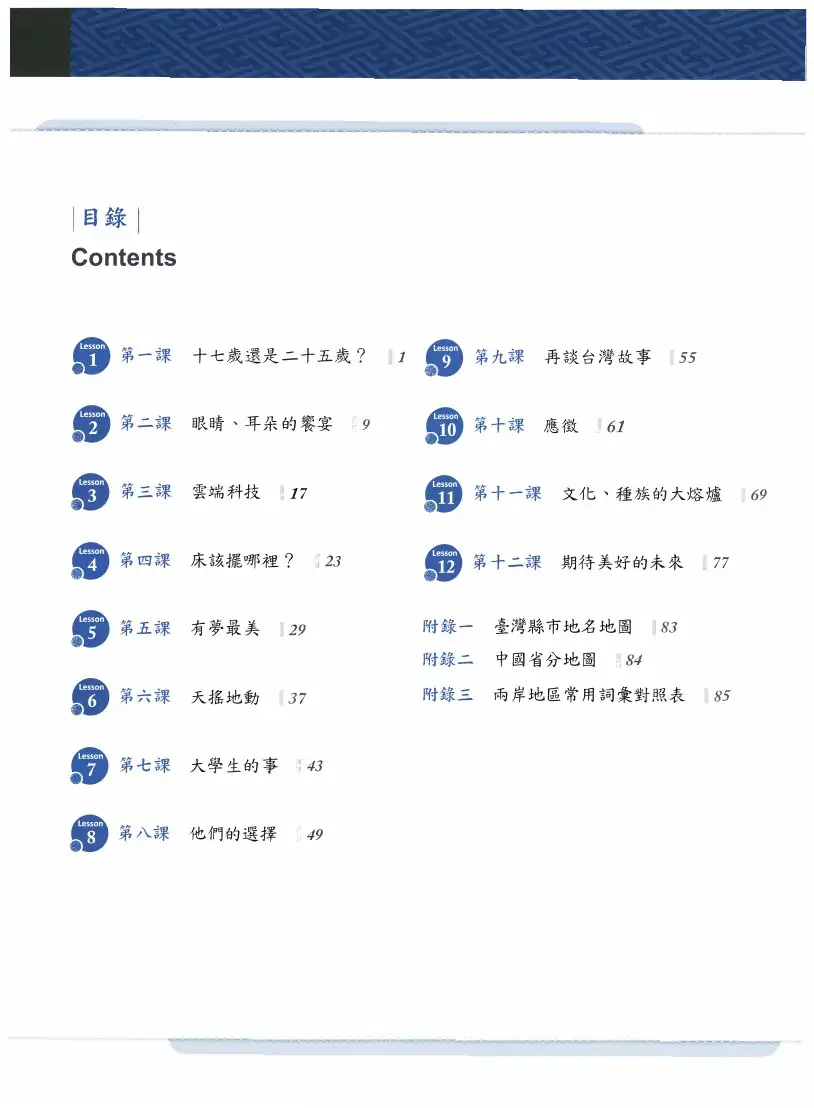 目錄
Contents
Lesson 1 第一課 十七歲還是二十五歲？ 1
Lesson 2 第二課 眼睛、耳朵的饗宴 9
Lesson 3 第三課 雲端科技 17
Lesson 4 第四課 床該擺哪裡？ 23
Lesson 5 第五課 有夢最美 29
Lesson 6 第六課 天搖地動 37
Lesson 7 第七課 大學生的事 43
Lesson 8 第八課 他們的選擇 49
Lesson 9 第九課 再談台灣故事 55
Lesson 10 第十課 應徵 61
Lesson 11 第十一課 文化、種族的大熔爐 69
Lesson 12 第十二課 期待美好的未來 77
附錄一 臺灣縣市地名地圖 83
附錄二 中國省分地圖 84
附錄三 兩岸地區常用詞彙對照表 85